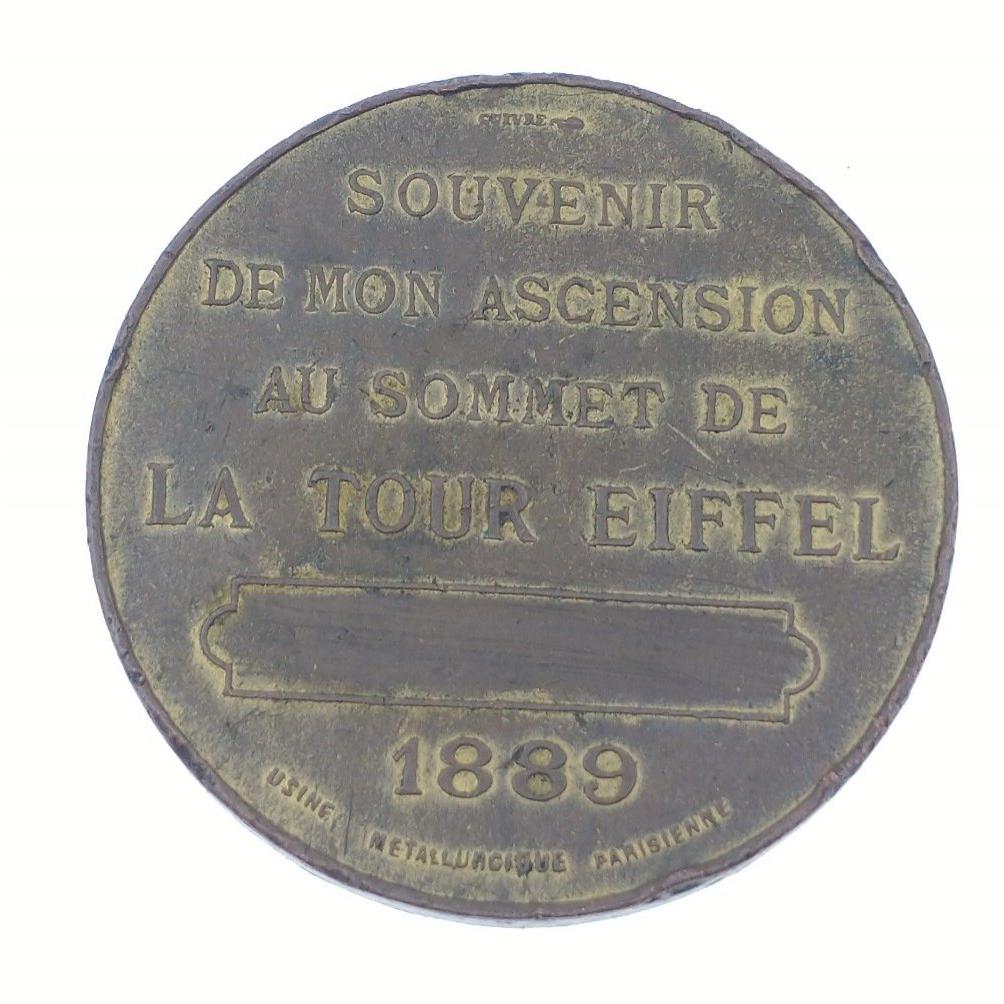 CUIVRE
SOUVENIR
DE MON ASCENSION
AU SOMMET DE
LA TOUR EIFFEL
1889
USINE METALLURGIQUE PARISIENNE